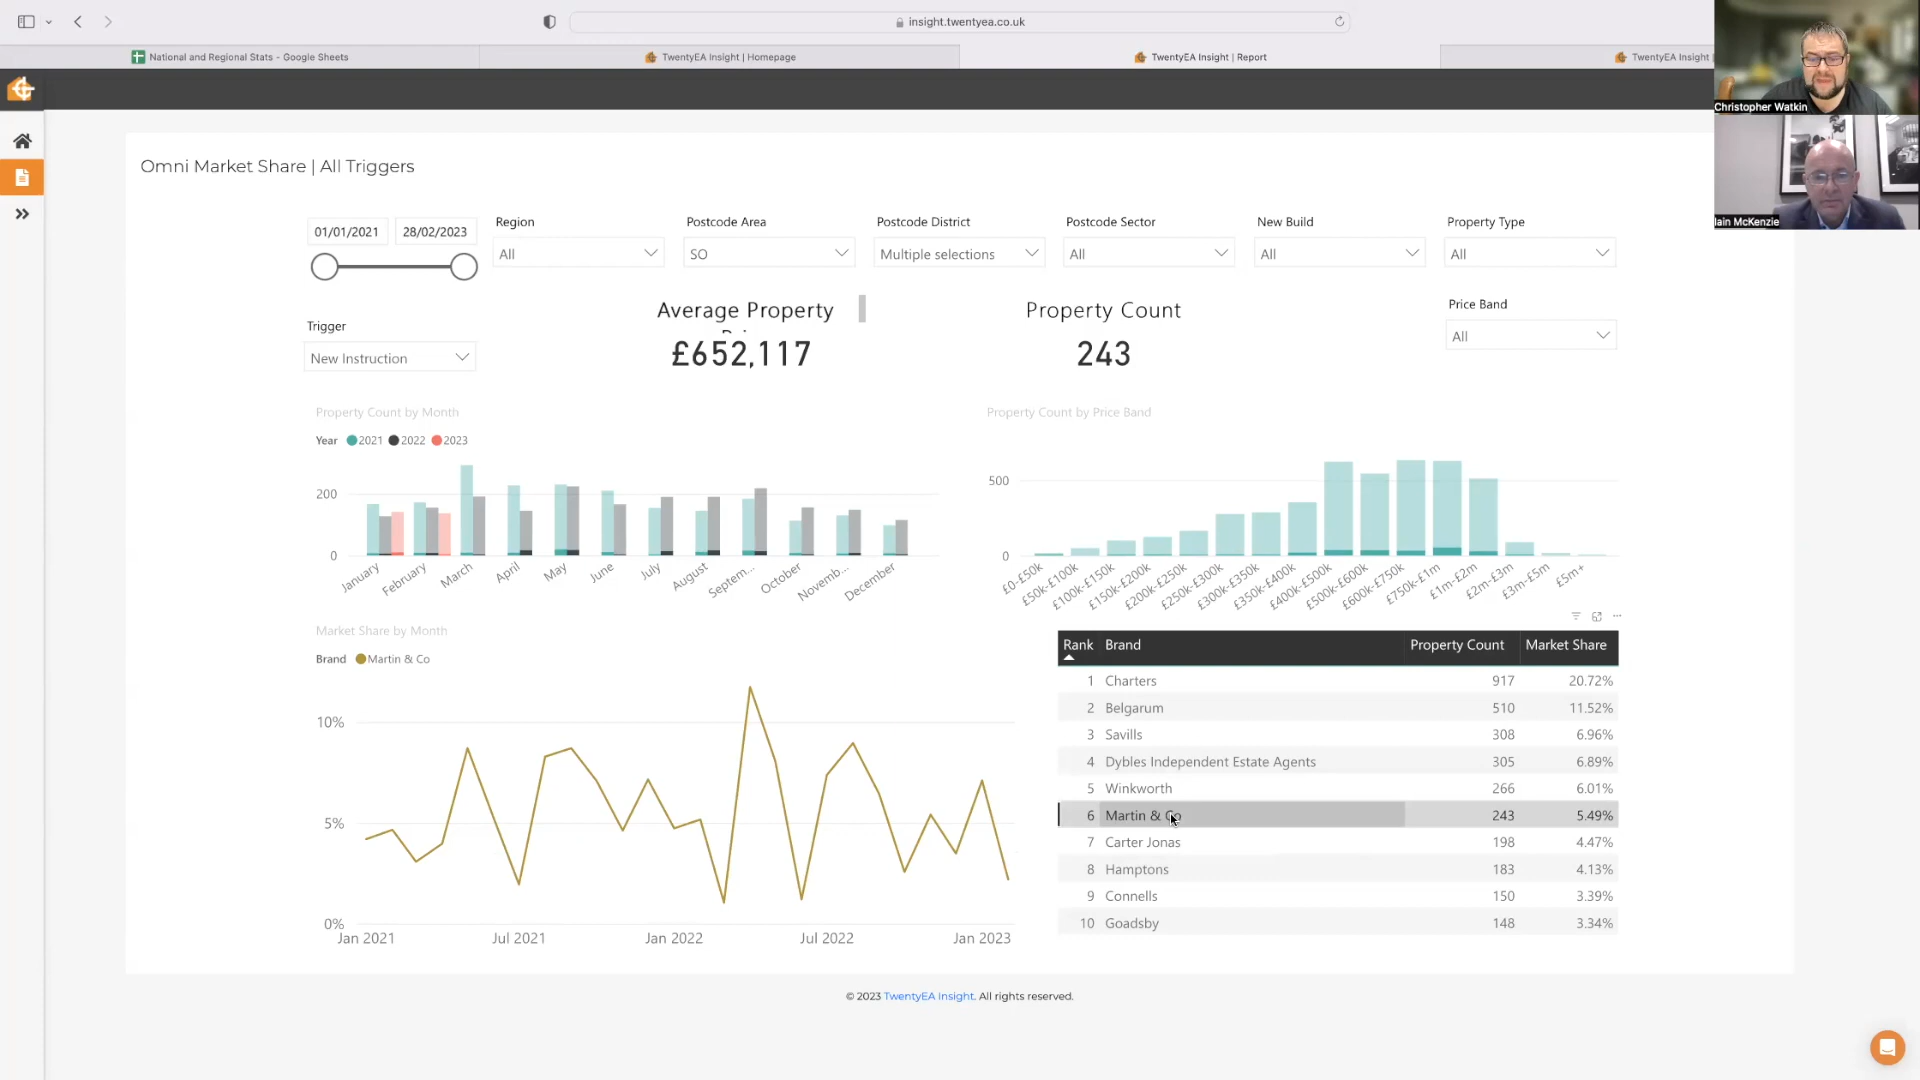 insight.twentyea.co.uk
National and Regional Stats - Google Sheets
TwentyEA Insight | Homepage
TwentyEA Insight | Report
TwentyEA Insight |
Christopher Watkin
Iain McKenzie
Omni Market Share | All Triggers
01/01/2021
28/02/2023
Region
All
Postcode Area
SO
Postcode District
Multiple selections
Postcode Sector
All
New Build
All
Property Type
All
Trigger
New Instruction
Average Property
£652,117
Property Count
243
Price Band
All
Property Count by Month
Year 2021 2022 2023
200
0
January
February
March
April
May
June
July
August
Septem...
October
Novemb...
December
Property Count by Price Band
500
0
£0-£50k
£50k-£100k
£100k-£150k
£150k-£200k
£200k-£250k
£250k-£300k
£300k-£350k
£350k-£400k
£400k-£500k
£500k-£600k
£600k-£750k
£750k-£1m
£1m-£2m
£2m-£3m
£3m-£5m
£5m+
Market Share by Month
Brand Martin & Co
10%
5%
0%
Jan 2021
Jul 2021
Jan 2022
Jul 2022
Jan 2023
Rank Brand Property Count Market Share
1 Charters 917 20.72%
2 Belgarum 510 11.52%
3 Savills 308 6.96%
4 Dybles Independent Estate Agents 305 6.89%
5 Winkworth 266 6.01%
6 Martin & Co 243 5.49%
7 Carter Jonas 198 4.47%
8 Hamptons 183 4.13%
9 Connells 150 3.39%
10 Goadsby 148 3.34%
© 2023 TwentyEA Insight. All rights reserved.